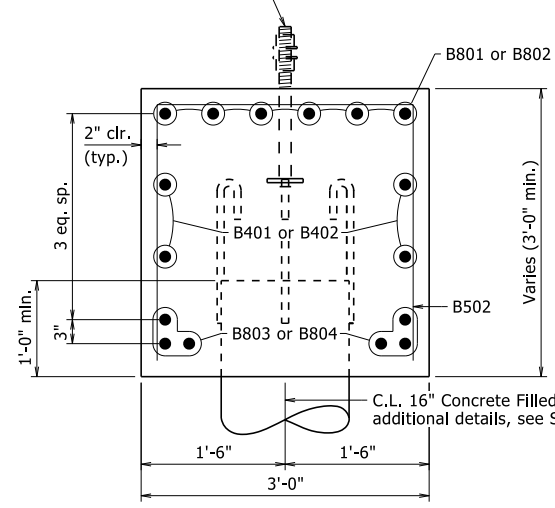 B801 or B802
2" clr.
(typ.)
3 eq. sp.
Varies (3'-0" min.)
B401 or B402
B502
1'-0" min.
3"
B803 or B804
C.L. 16" Concrete Filled
additional details, see
1'-6"
1'-6"
3'-0"